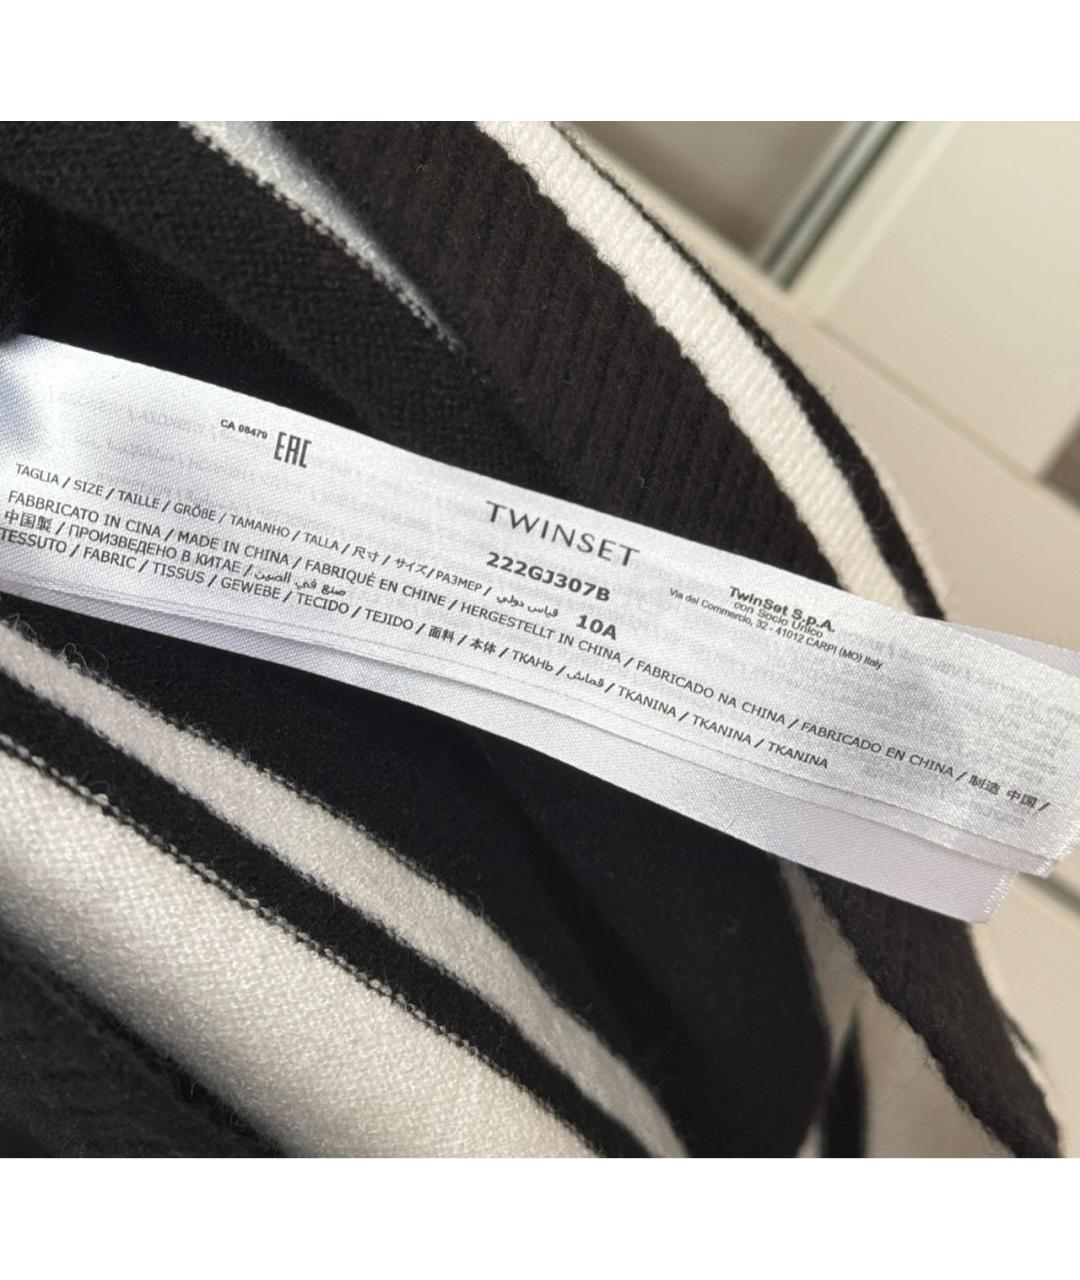 CA 08470
EAC
TWINSET
222GJ307B
TwinSet S.p.A.
con Socio Unico
Via del Commercio, 32 - 41012 CARPI (MO) Italy
TAGLIA / SIZE / TAILLE / GRÖßE / TAMANHO / TALLA / 尺寸 / サイズ / PA3MEP / قياس دولي / 10A
FABBRICATO IN CINA / MADE IN CHINA / FABRIQUÉ EN CHINE / HERGESTELLT IN CHINA / FABRICADO NA CHINA / FABRICADO EN CHINA / 制造 中国 /
中国製 / ПРОИЗВЕДЕНО В КИТАЕ / صنع في الصين
TESSUTO / FABRIC / TISSUS / GEWEBE / TECIDO / TEJIDO / 面料 / 本体 / ТКАНЬ / قماش / TKANINA / TKANINA / TKANINA